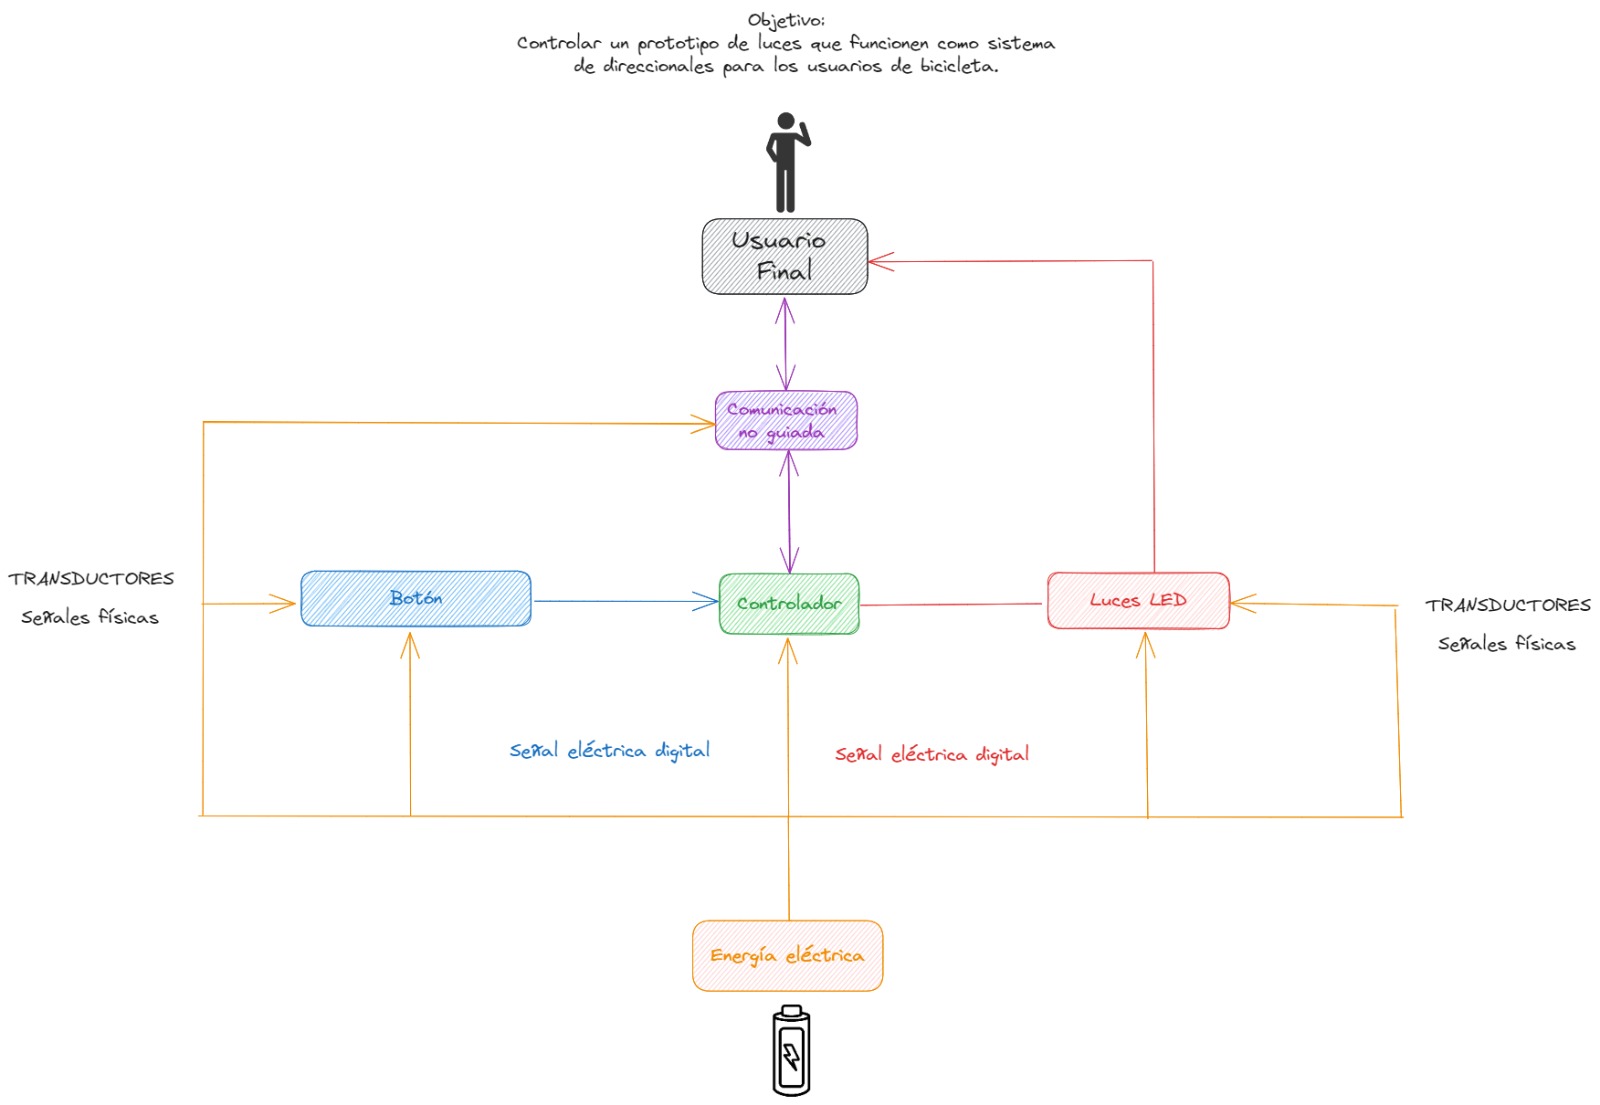 Objetivo:
Controlar un prototipo de luces que funcionen como sistema
de direccionales para los usuarios de bicicleta.
Usuario
Final
Comunicación
no guiada
TRANSDUCTORES
Señales físicas
Botón
Controlador
Luces LED
TRANSDUCTORES
Señales físicas
Señal eléctrica digital
Señal eléctrica digital
Energía eléctrica